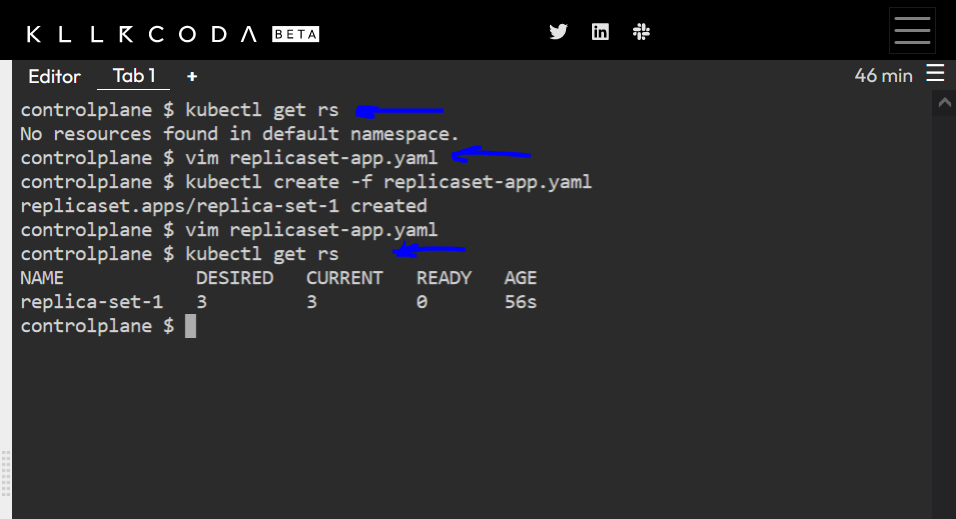 KLLRCODA BETA
Editor Tab 1 + 46 min
controlplane $ kubectl get rs
No resources found in default namespace.
controlplane $ vim replicaset-app.yaml
controlplane $ kubectl create -f replicaset-app.yaml
replicaset.apps/replica-set-1 created
controlplane $ vim replicaset-app.yaml
controlplane $ kubectl get rs
NAME DESIRED CURRENT READY AGE
replica-set-1 3 3 0 56s
controlplane $